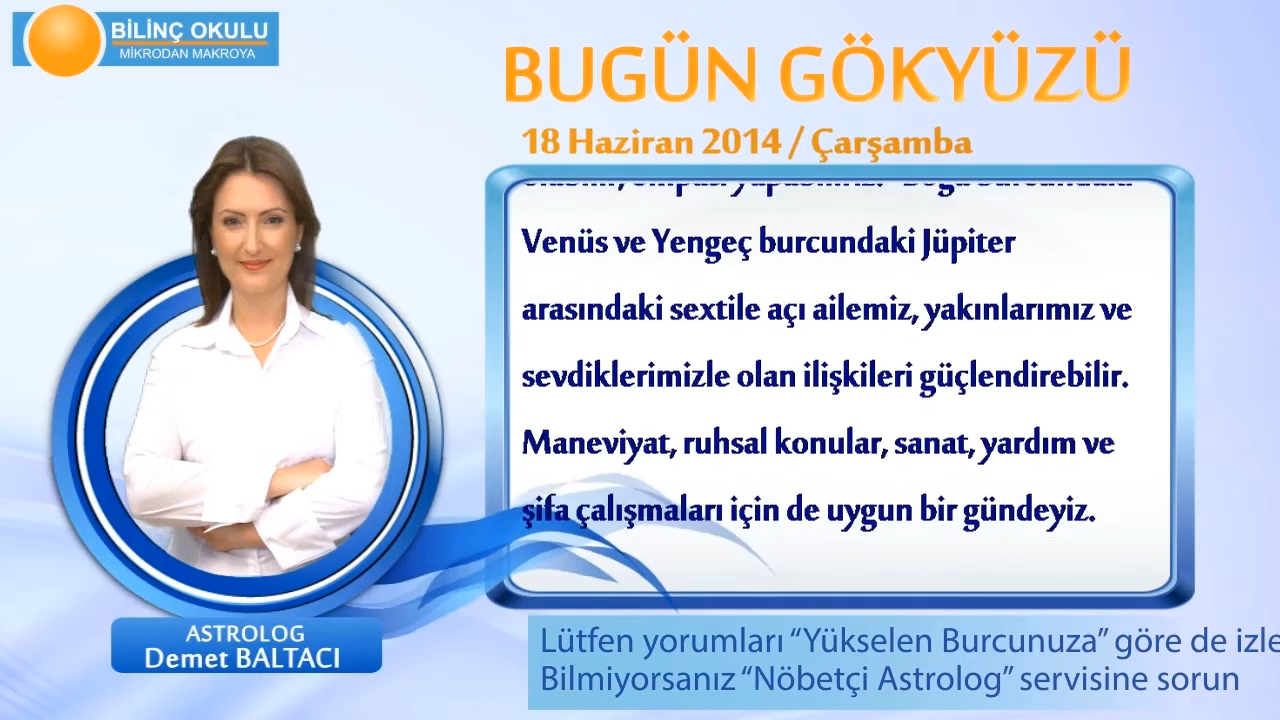 BİLİNÇ OKULU
MİKRODAN MAKROYA
BUGÜN GÖKYÜZÜ
18 Haziran 2014 / Çarşamba
Venüs ve Yengeç burcundaki Jüpiter
arasındaki sextile açı ailemiz, yakınlarımız ve
sevdiklerimizle olan ilişkileri güçlendirebilir.
Maneviyat, ruhsal konular, sanat, yardım ve
şifa çalışmaları için de uygun bir gündeyiz.
ASTROLOG
Demet BALTACI
Lütfen yorumları “Yükselen Burcunuza” göre de izle
Bilmiyorsanız “Nöbetçi Astrolog” servisine sorun